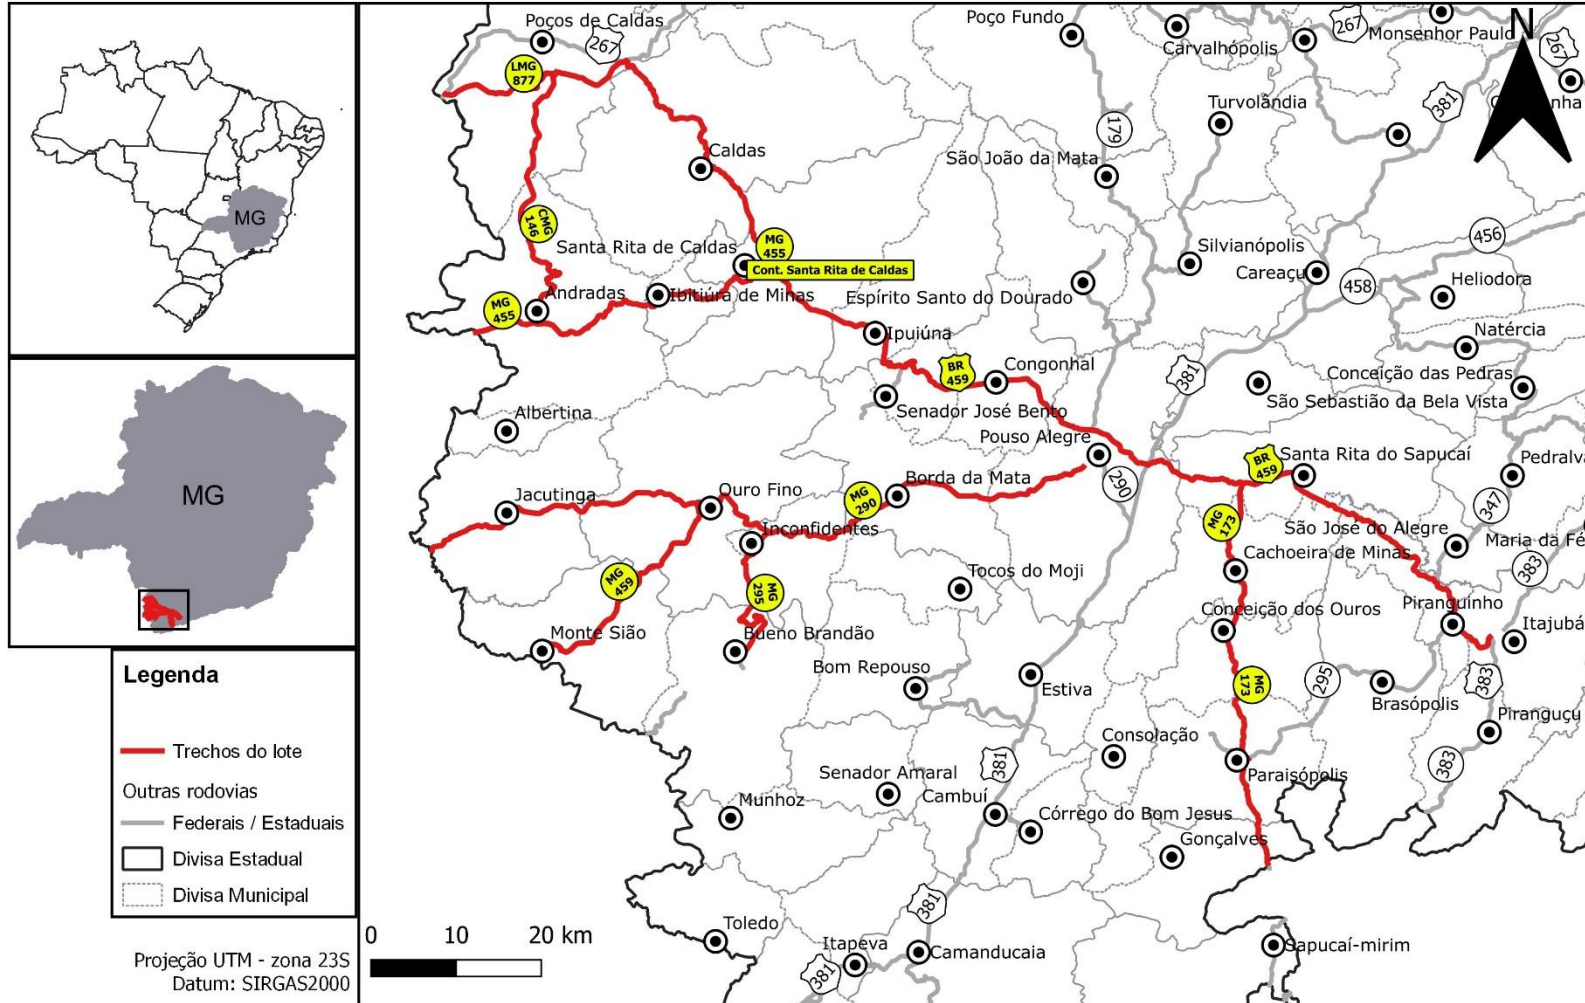 MG
MG
Legenda
Trechos do lote
Outras rodovias
Federais / Estaduais
Divisa Estadual
Divisa Municipal
Projeção UTM - zona 23S
Datum: SIRGAS2000
0 10 20 km
N
Poços de Caldas
267
Poço Fundo
Carvalhópolis
267
Monsenhor Paulo
267
LMG
877
Turvolândia
381
179
Caldas
São João da Mata
CMG
146
Santa Rita de Caldas
MG
455
Cont. Santa Rita de Caldas
Silvianópolis
Careaçu
456
458
Heliodora
MG
455
Andradas
Ibitiúra de Minas
Espírito Santo do Dourado
Ipuiúna
Natércia
BR
459
Congonhal
381
Conceição das Pedras
São Sebastião da Bela Vista
Senador José Bento
Albertina
Pouso Alegre
BR
459
Santa Rita do Sapucaí
Pedralva
Jacutinga
Ouro Fino
MG
290
Borda da Mata
290
347
Inconfidentes
MG
173
São José do Alegre
Maria da Fé
Cachoeira de Minas
383
MG
459
MG
295
Tocos do Moji
Conceição dos Ouros
Piranguinho
Itajubá
Monte Sião
Bueno Brandão
Bom Repouso
Estiva
MG
173
295
Brasópolis
383
Piranguçu
Consolação
381
Paraisópolis
383
Senador Amaral
Cambuí
Munhoz
Córrego do Bom Jesus
Gonçalves
381
Toledo
Itapeva
381
Camanducaia
Sapucaí-mirim